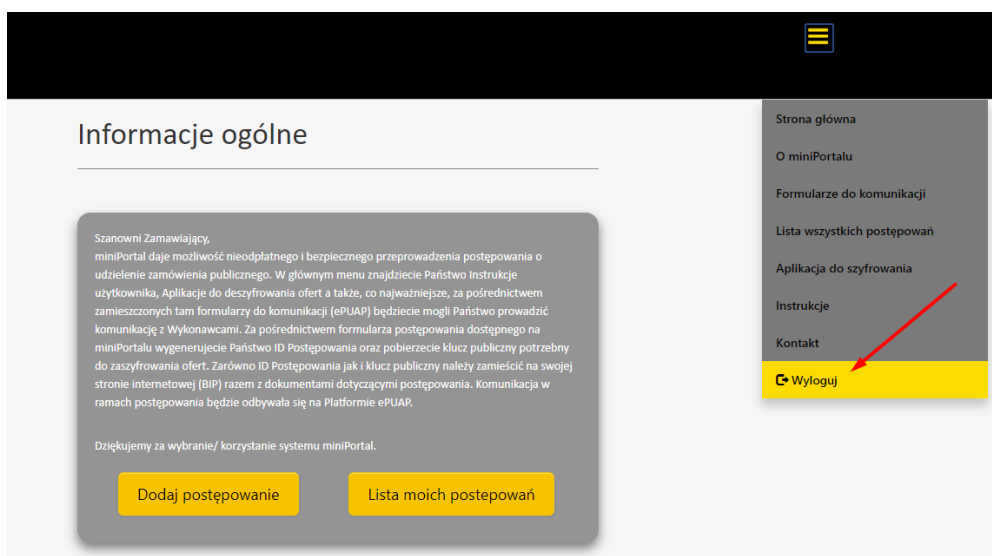 Informacje ogólne
Szanowni Zamawiający,
miniPortal daje możliwość nieodpłatnego i bezpiecznego przeprowadzenia postępowania o
udzielenie zamówienia publicznego. W głównym menu znajdziecie Państwo Instrukcje
użytkownika, Aplikacje do deszyfrowania ofert a także, co najważniejsze, za pośrednictwem
zamieszczonych tam formularzy do komunikacji (ePUAP) będziecie mogli Państwo prowadzić
komunikację z Wykonawcami. Za pośrednictwem formularza postępowania dostępnego na
miniPortalu wygenerujecie Państwo ID Postępowania oraz pobierzecie klucz publiczny potrzebny
do zaszyfrowania ofert. Zarówno ID Postępowania jak i klucz publiczny należy zamieścić na swojej
stronie internetowej (BIP) razem z dokumentami dotyczącymi postępowania. Komunikacja w
ramach postępowania będzie odbywała się na Platformie ePUAP.
Dziękujemy za wybranie/ korzystanie systemu miniPortal.
Dodaj postępowanie
Lista moich postepowań
Strona główna
O miniPortalu
Formularze do komunikacji
Lista wszystkich postępowań
Aplikacja do szyfrowania
Instrukcje
Kontakt
Wyloguj